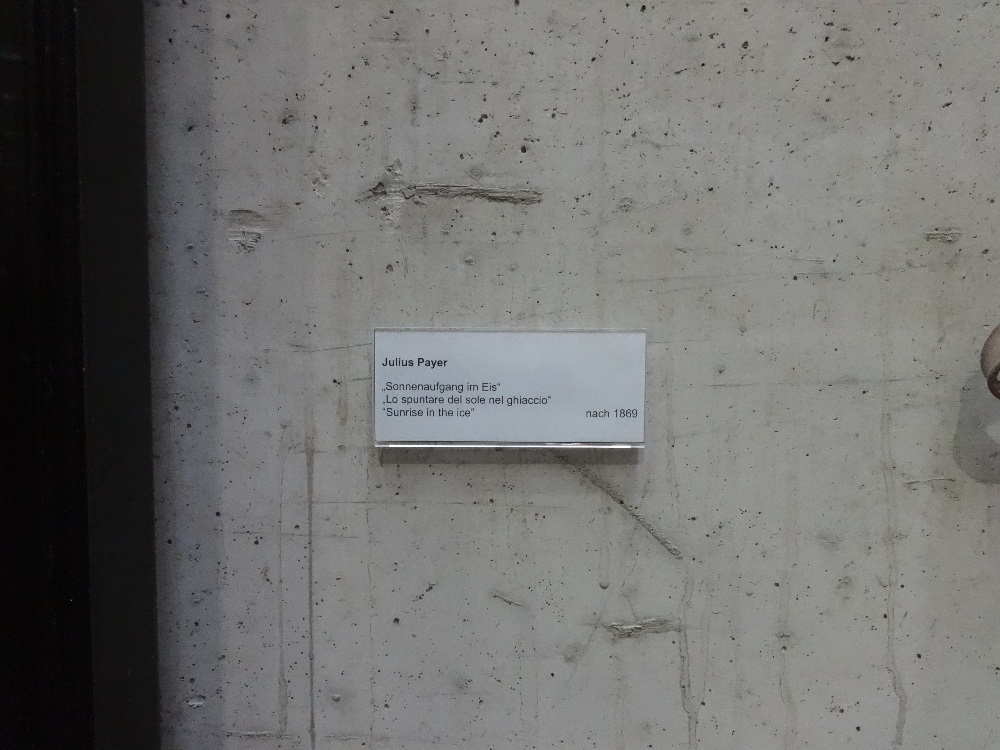 Julius Payer
„Sonnenaufgang im Eis“
„Lo spuntare del sole nel ghiaccio”
“Sunrise in the ice” nach 1869